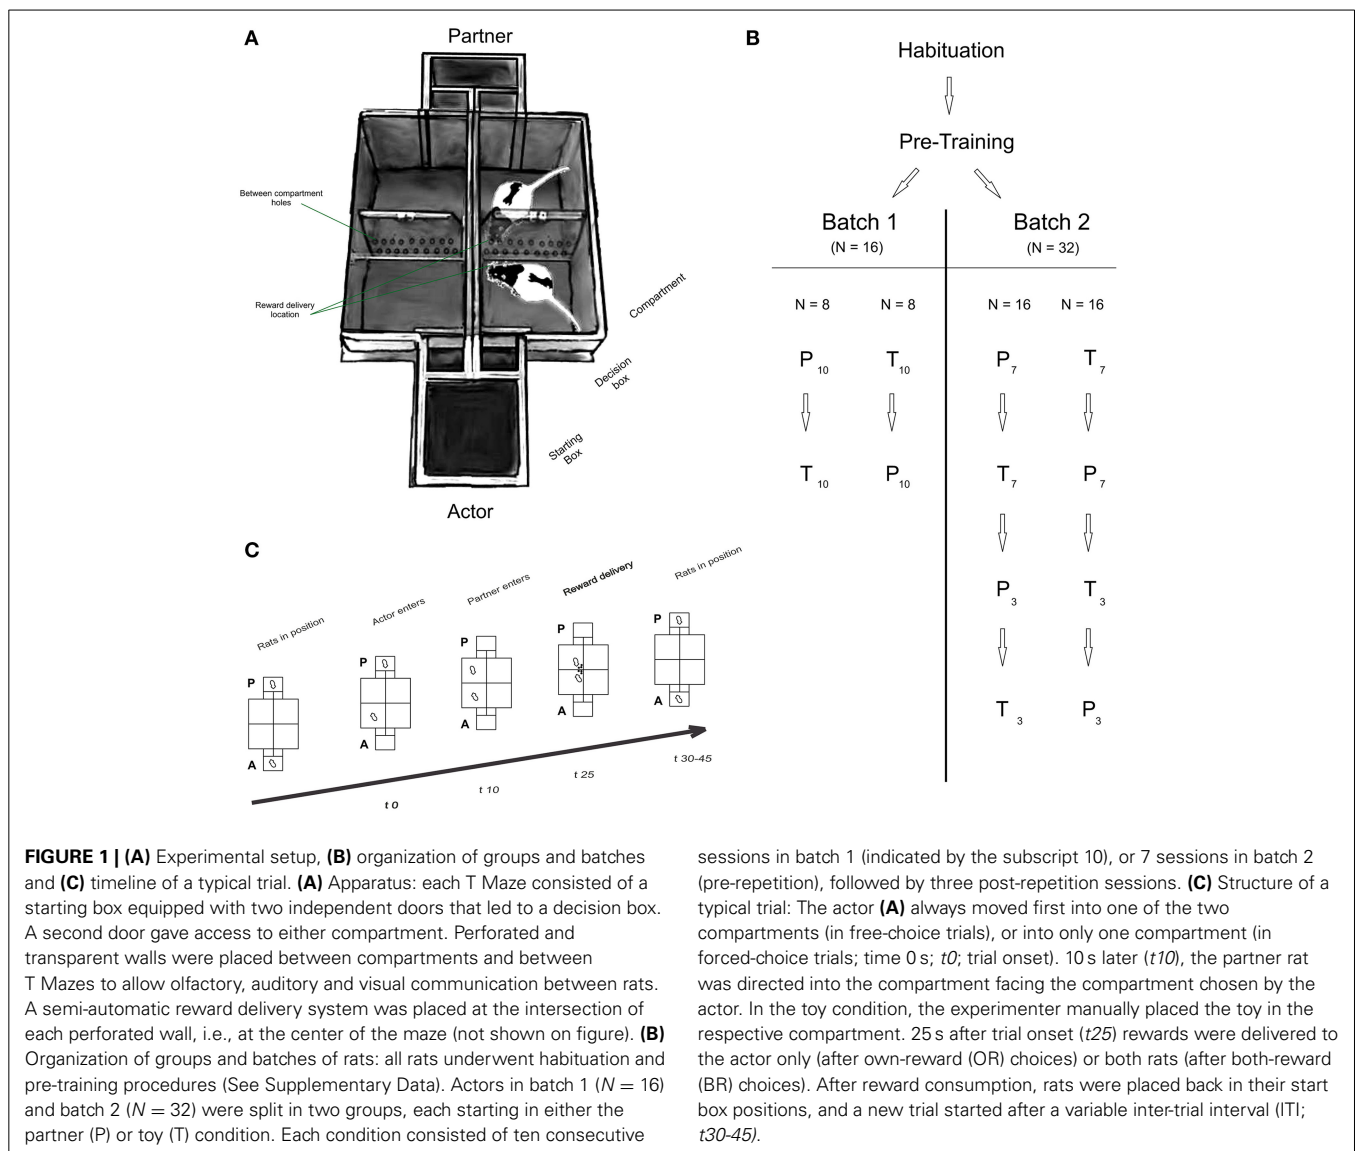 A
Partner
Between compartment
holes
Reward delivery
location
Compartment
Decision
box
Starting
Box
Actor
B
Habituation
Pre-Training
Batch 1
(N = 16)
Batch 2
(N = 32)
N = 8 N = 8 N = 16 N = 16
P10 T10 P7 T7
T10 P10 T7 P7
P3 T3
T3 P3
C
Rats in position
Actor enters
Partner enters
Reward delivery
Rats in position
P P P P P
A A A A A
t 0
t 10
t 25
t 30-45
FIGURE 1 | (A) Experimental setup, (B) organization of groups and batches
and (C) timeline of a typical trial. (A) Apparatus: each T Maze consisted of a
starting box equipped with two independent doors that led to a decision box.
A second door gave access to either compartment. Perforated and
transparent walls were placed between compartments and between
T Mazes to allow olfactory, auditory and visual communication between rats.
A semi-automatic reward delivery system was placed at the intersection of
each perforated wall, i.e., at the center of the maze (not shown on figure). (B)
Organization of groups and batches of rats: all rats underwent habituation and
pre-training procedures (See Supplementary Data). Actors in batch 1 (N = 16)
and batch 2 (N = 32) were split in two groups, each starting in either the
partner (P) or toy (T) condition. Each condition consisted of ten consecutive
sessions in batch 1 (indicated by the subscript 10), or 7 sessions in batch 2
(pre-repetition), followed by three post-repetition sessions. (C) Structure of a
typical trial: The actor (A) always moved first into one of the two
compartments (in free-choice trials), or into only one compartment (in
forced-choice trials; time 0 s; t0; trial onset). 10 s later (t10), the partner rat
was directed into the compartment facing the compartment chosen by the
actor. In the toy condition, the experimenter manually placed the toy in the
respective compartment. 25 s after trial onset (t25) rewards were delivered to
the actor only (after own-reward (OR) choices) or both rats (after both-reward
(BR) choices). After reward consumption, rats were placed back in their start
box positions, and a new trial started after a variable inter-trial interval (ITI;
t30-45).